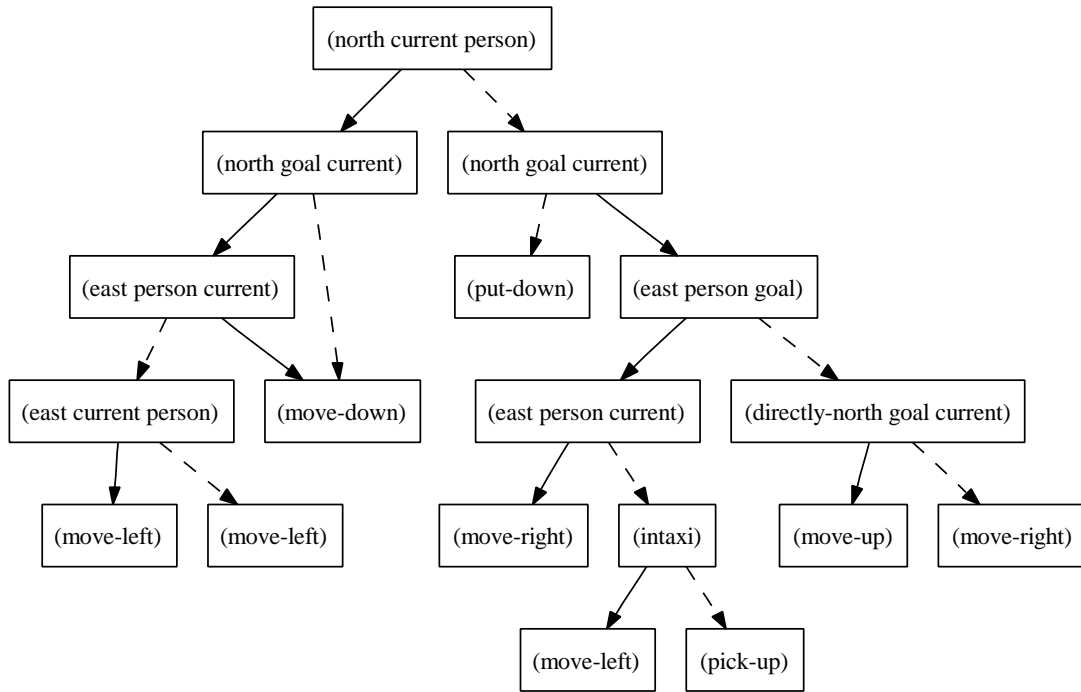 (north current person)
(north goal current)
(north goal current)
(east person current)
(put-down)
(east person goal)
(east current person)
(move-down)
(east person current)
(directly-north goal current)
(move-left)
(move-left)
(move-right)
(intaxi)
(move-up)
(move-right)
(move-left)
(pick-up)